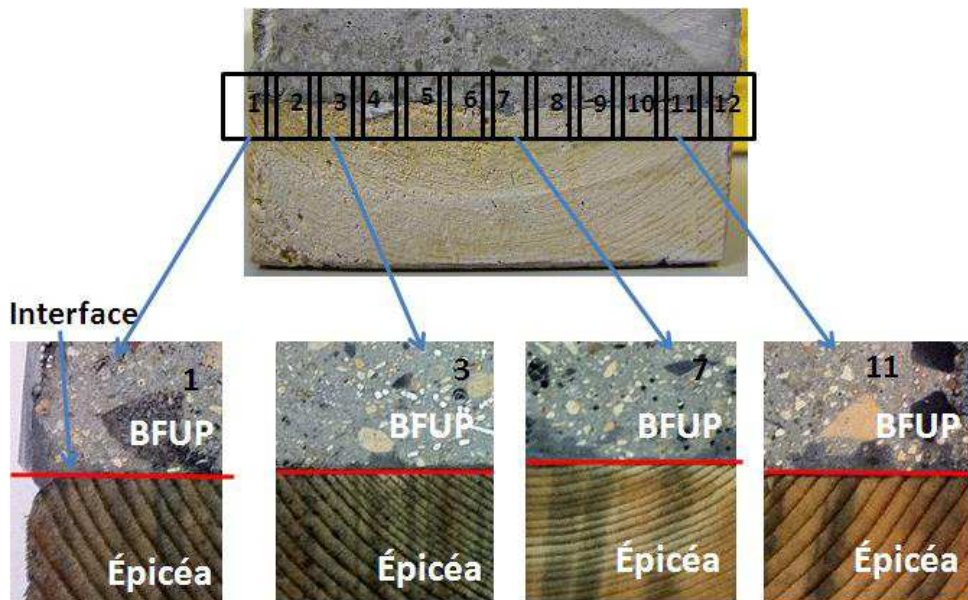 1 2 3 4 5 6 7 8 9 10 11 12
Interface
1 3 7 11
BFUP BFUP BFUP BFUP
Épicéa Épicéa Épicéa Épicéa